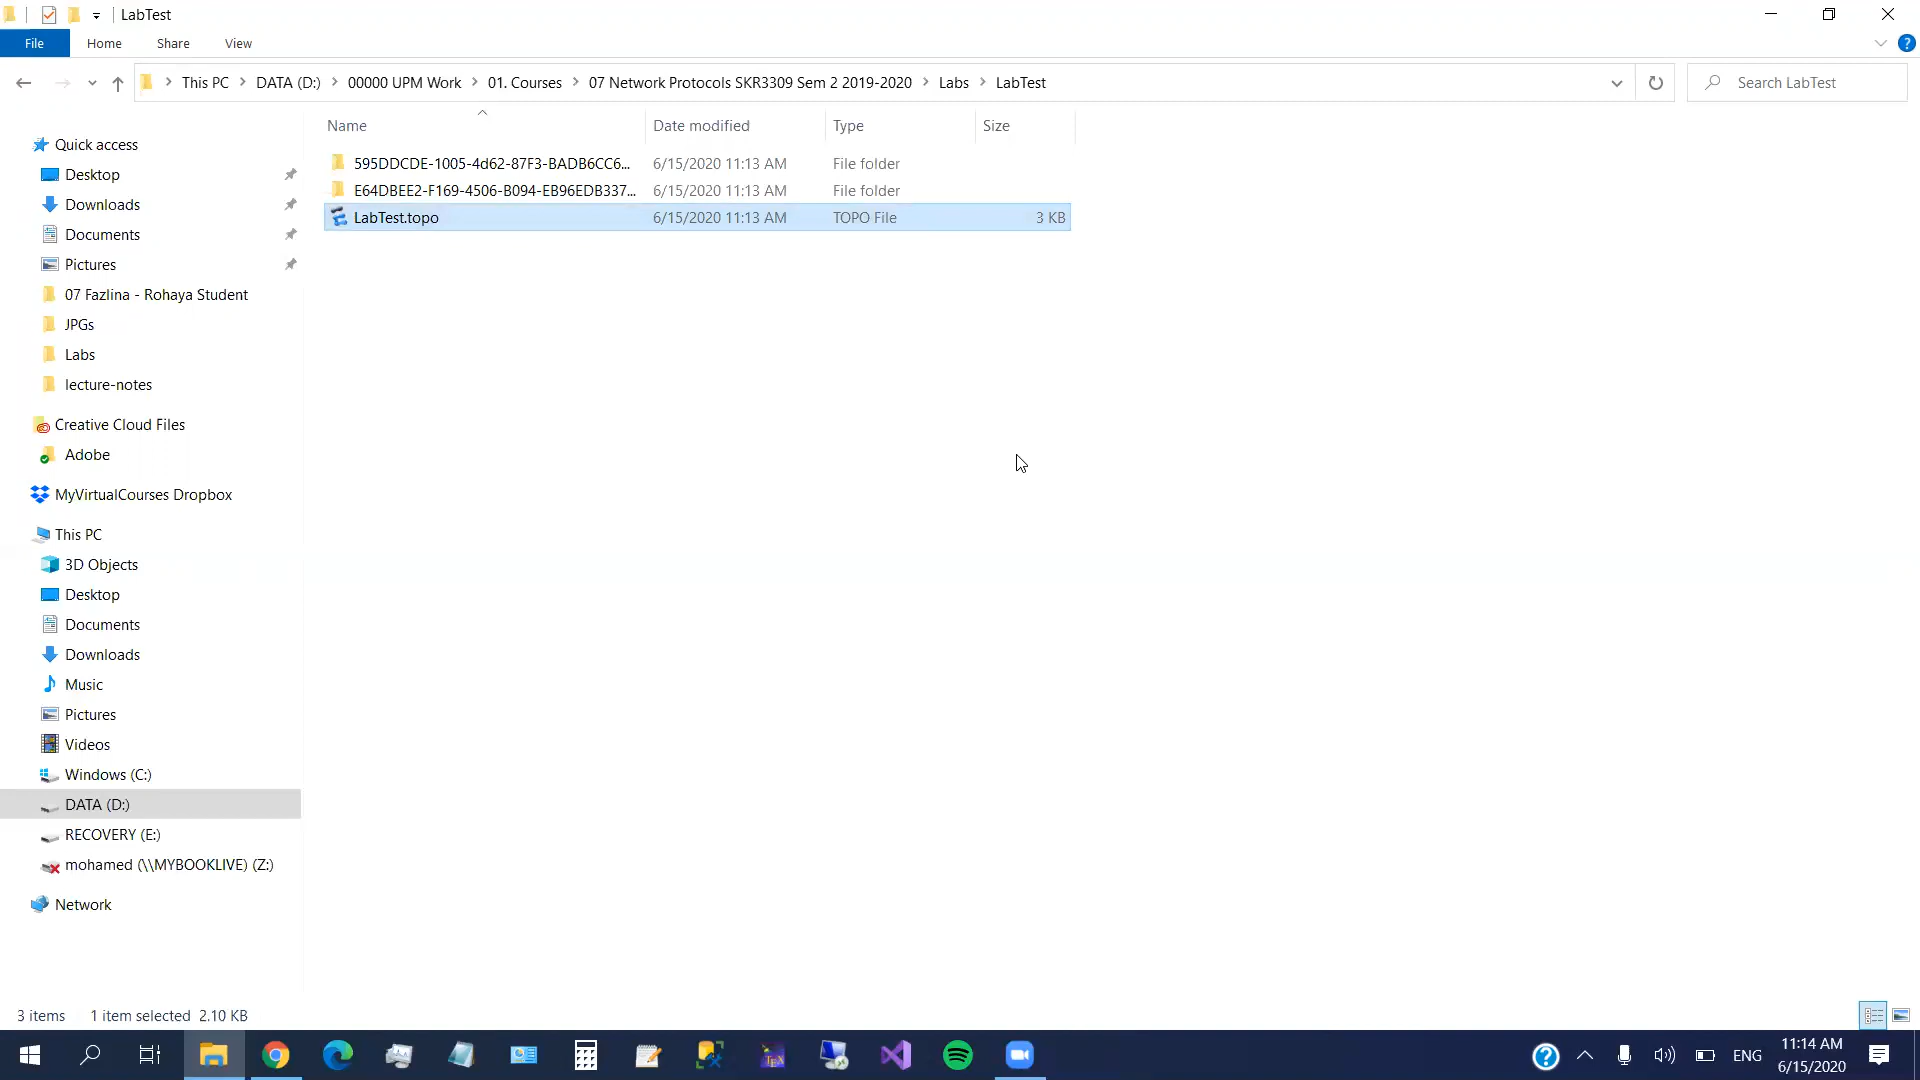 LabTest
File Home Share View
This PC DATA (D:) 00000 UPM Work 01. Courses 07 Network Protocols SKR3309 Sem 2 2019-2020 Labs LabTest
Search LabTest
Name Date modified Type Size
595DDCDE-1005-4d62-87F3-BADB6CC6... 6/15/2020 11:13 AM File folder
E64DBEE2-F169-4506-B094-EB96EDB337... 6/15/2020 11:13 AM File folder
LabTest.topo 6/15/2020 11:13 AM TOPO File 3 KB
Quick access
Desktop
Downloads
Documents
Pictures
07 Fazlina - Rohaya Student
JPGs
Labs
lecture-notes
Creative Cloud Files
Adobe
MyVirtualCourses Dropbox
This PC
3D Objects
Desktop
Documents
Downloads
Music
Pictures
Videos
Windows (C:)
DATA (D:)
RECOVERY (E:)
mohamed (\\MYBOOKLIVE) (Z:)
Network
3 items 1 item selected 2.10 KB
ENG
11:14 AM
6/15/2020